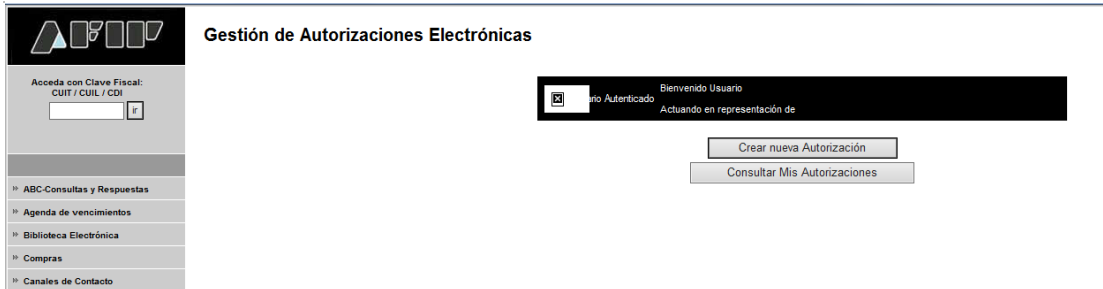 AFIP
Gestión de Autorizaciones Electrónicas
Acceda con Clave Fiscal:
CUIT / CUIL / CDI
ir
Autenticado
Bienvenido Usuario
Actuando en representación de
Crear nueva Autorización
Consultar Mis Autorizaciones
ABC-Consultas y Respuestas
Agenda de vencimientos
Biblioteca Electrónica
Compras
Canales de Contacto